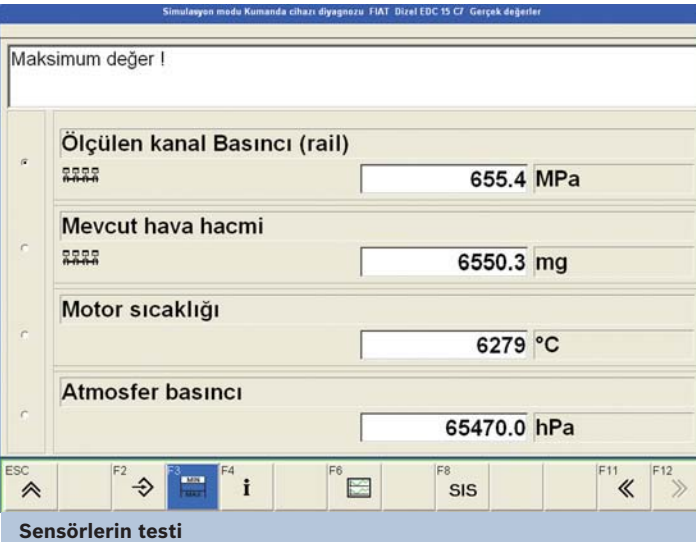 Simulasyon modu Kumanda cihazı diyagnozu FIAT Dizel EDC 15 C7 Gerçek değerler
Maksimum değer !
Ölçülen kanal Basıncı (rail)
655.4 MPa
Mevcut hava hacmi
6550.3 mg
Motor sıcaklığı
6279 °C
Atmosfer basıncı
65470.0 hPa
ESC F2 F3 F4 F6 F8 F11 F12
MIN
MAX
i SIS
Sensörlerin testi